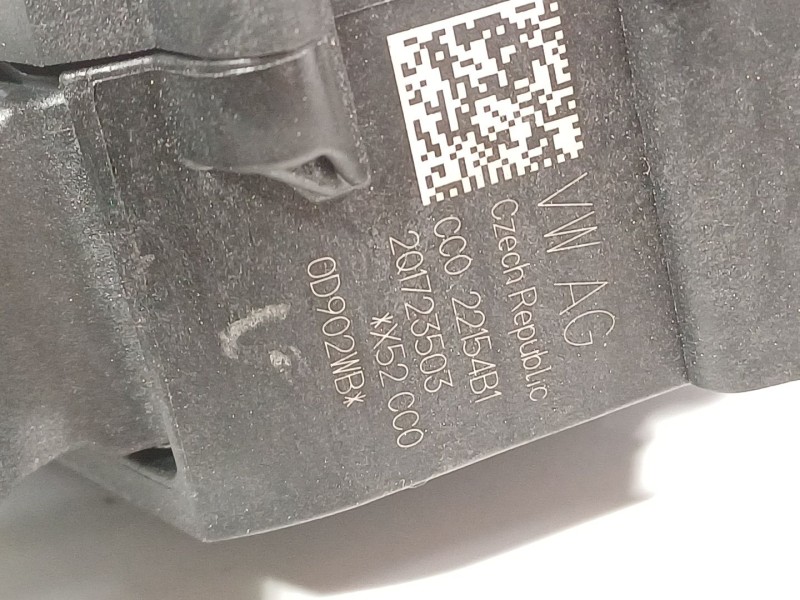 VW AG
Czech Republic
CC0 22154B1
2Q1723503
*X52 CC0
0D902WB*